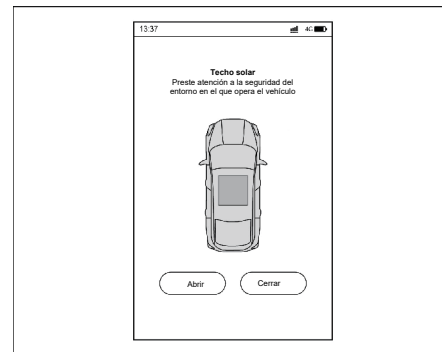 13:37 4G
Techo solar
Preste atención a la seguridad del
entorno en el que opera el vehículo
Abrir Cerrar